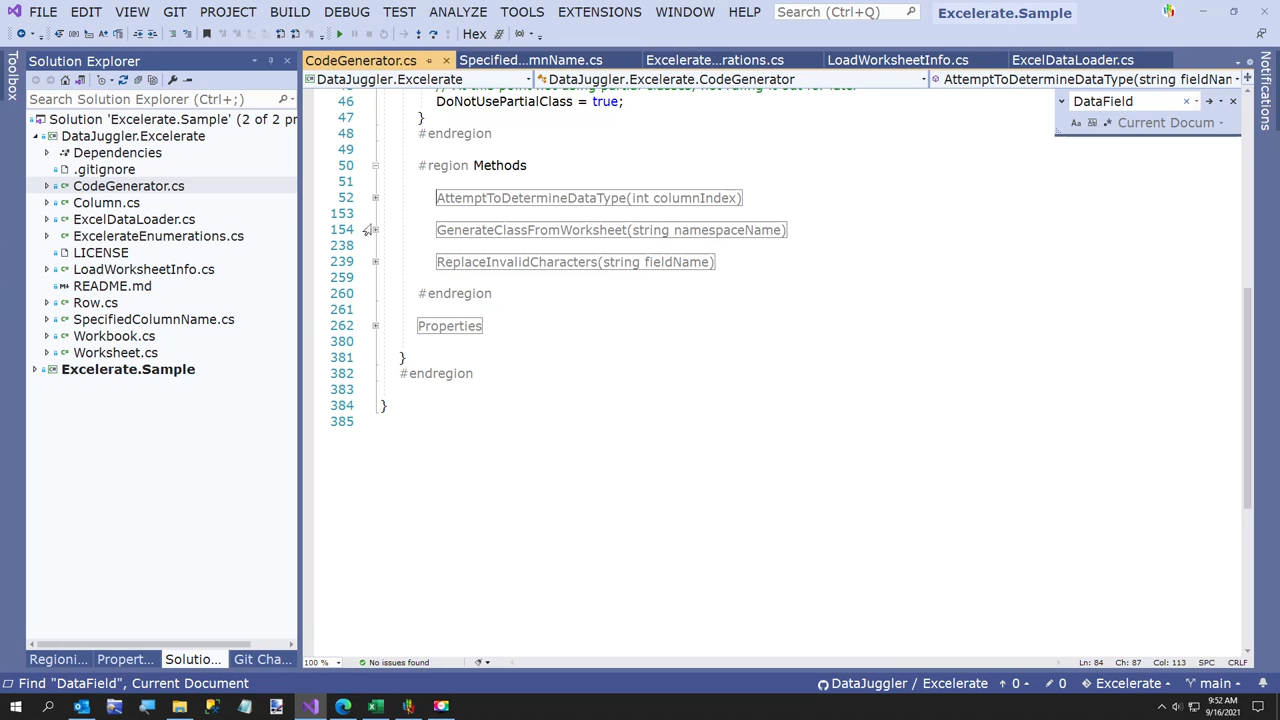 FILE EDIT VIEW GIT PROJECT BUILD DEBUG TEST ANALYZE TOOLS EXTENSIONS WINDOW HELP Search (Ctrl+Q) Excelerate.Sample
Hex
Toolbox
Solution Explorer
Search Solution Explorer (Ctrl+;)
Solution 'Excelerate.Sample' (2 of 2 pr
DataJuggler.Excelerate
Dependencies
.gitignore
CodeGenerator.cs
Column.cs
ExcelDataLoader.cs
ExcelerateEnumerations.cs
LICENSE
LoadWorksheetInfo.cs
README.md
Row.cs
SpecifiedColumnName.cs
Workbook.cs
Worksheet.cs
Excelerate.Sample
Regioni... Propert... Solutio... Git Cha...
CodeGenerator.cs Specified...mnName.cs Excelerate...rations.cs LoadWorksheetInfo.cs ExcelDataLoader.cs
DataJuggler.Excelerate DataJuggler.Excelerate.CodeGenerator AttemptToDetermineDataType(string fieldNar
DataField
Aa Current Docum
46 DoNotUsePartialClass = true;
47 }
48 #endregion
49
50 #region Methods
51
52 AttemptToDetermineDataType(int columnIndex)
153
154 GenerateClassFromWorksheet(string namespaceName)
238
239 ReplaceInvalidCharacters(string fieldName)
259
260 #endregion
261
262 Properties
380
381 }
382 #endregion
383
384 }
385
Notifications
100 % No issues found Ln: 84 Ch: 87 Col: 113 SPC CRLF
Find "DataField", Current Document DataJuggler / Excelerate 0 0 Excelerate main
9:52 AM
9/16/2021